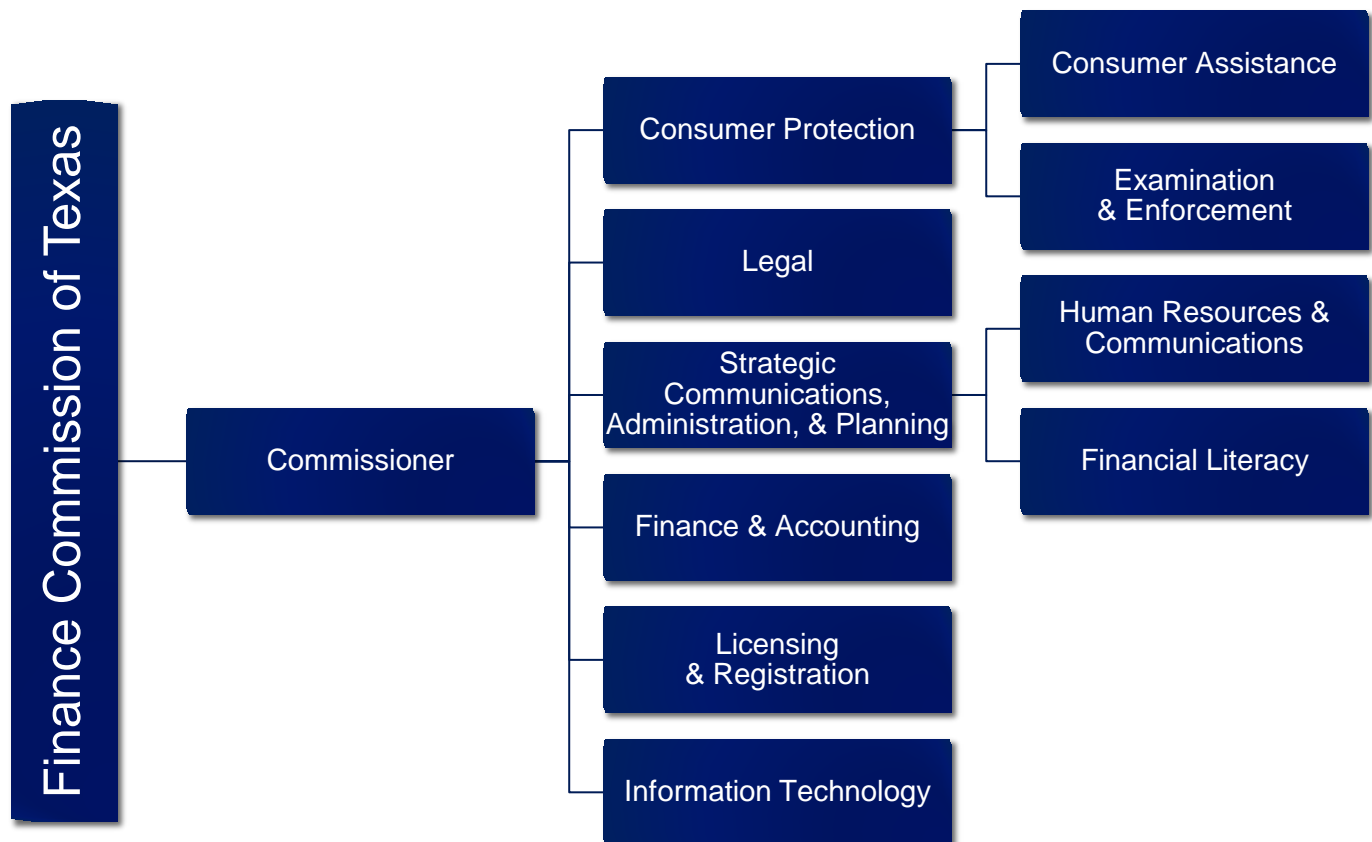 Finance Commission of Texas
Commissioner
Consumer Protection
Consumer Assistance
Examination
& Enforcement
Legal
Strategic
Communications,
Administration, & Planning
Human Resources &
Communications
Financial Literacy
Finance & Accounting
Licensing
& Registration
Information Technology